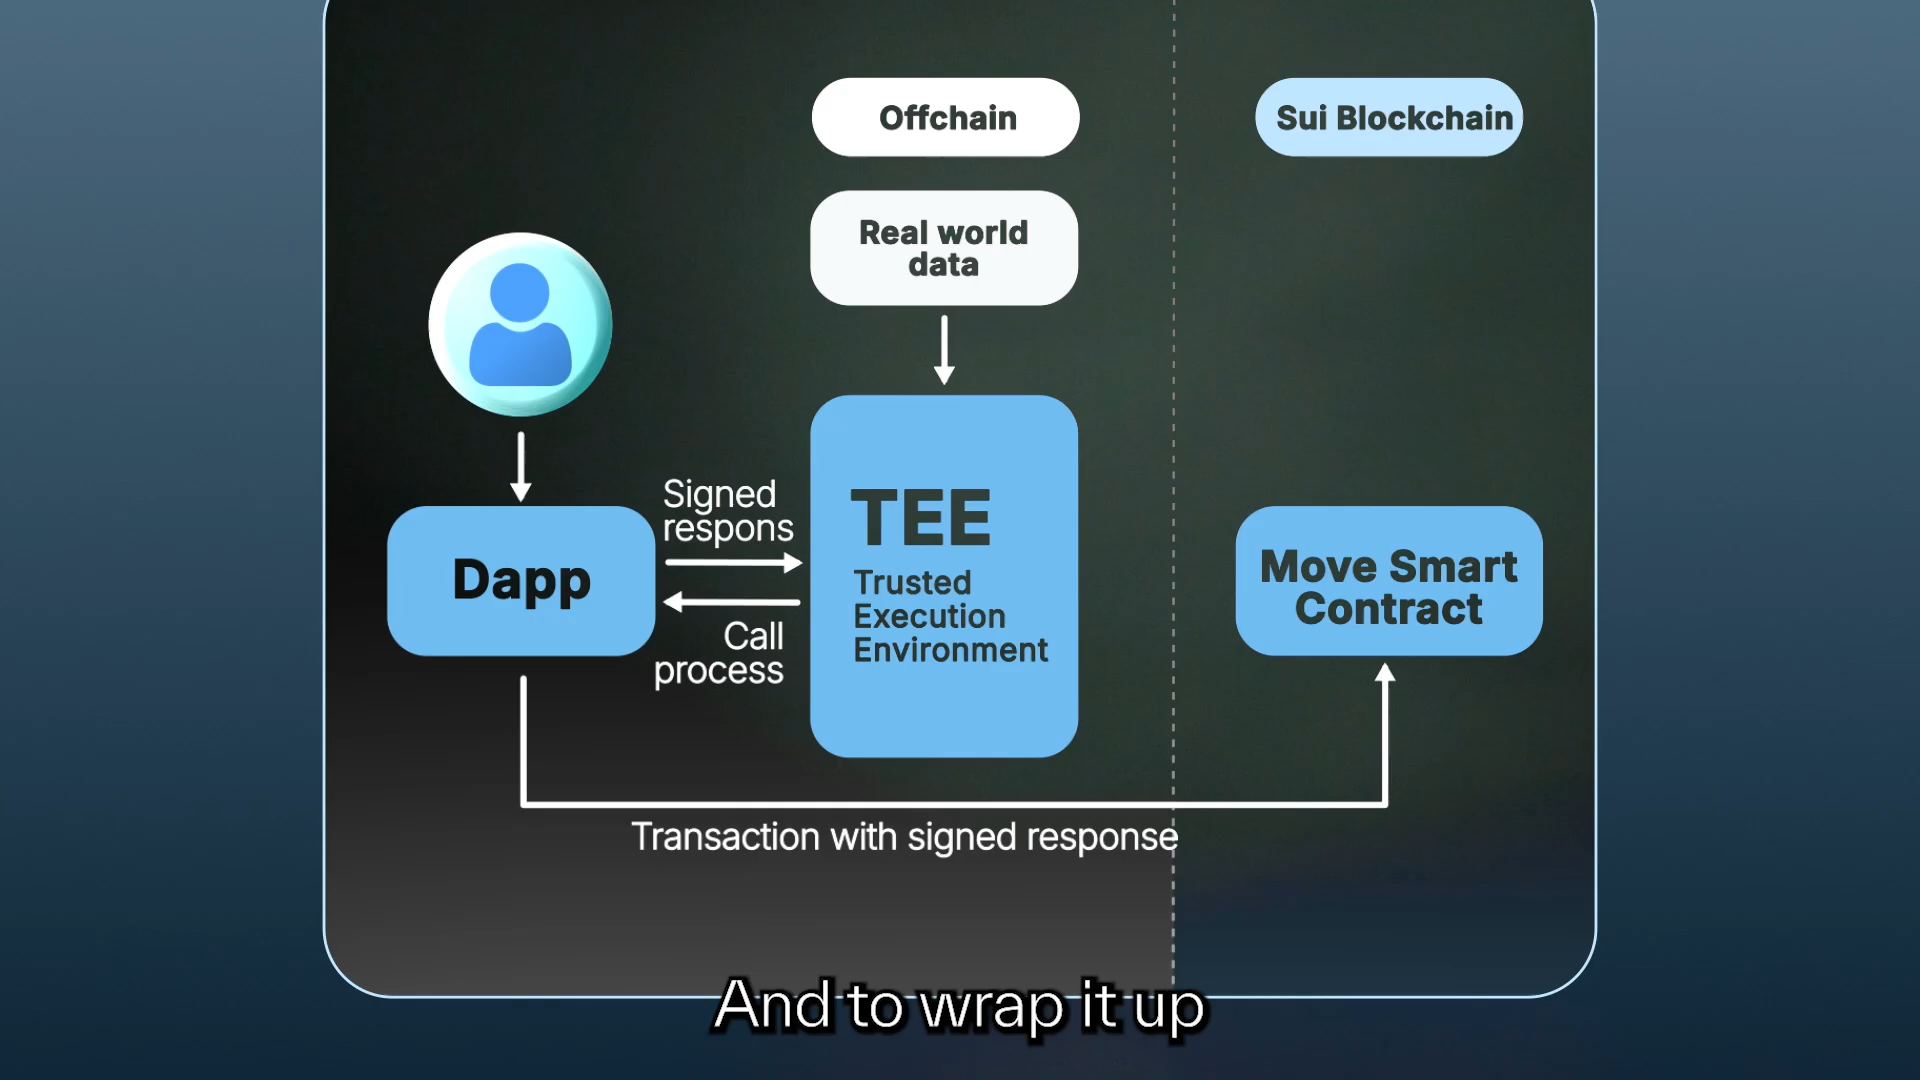 Offchain
Sui Blockchain
Real world
data
Signed
respons
Dapp
Call
process
TEE
Trusted
Execution
Environment
Move Smart
Contract
Transaction with signed response
And to wrap it up